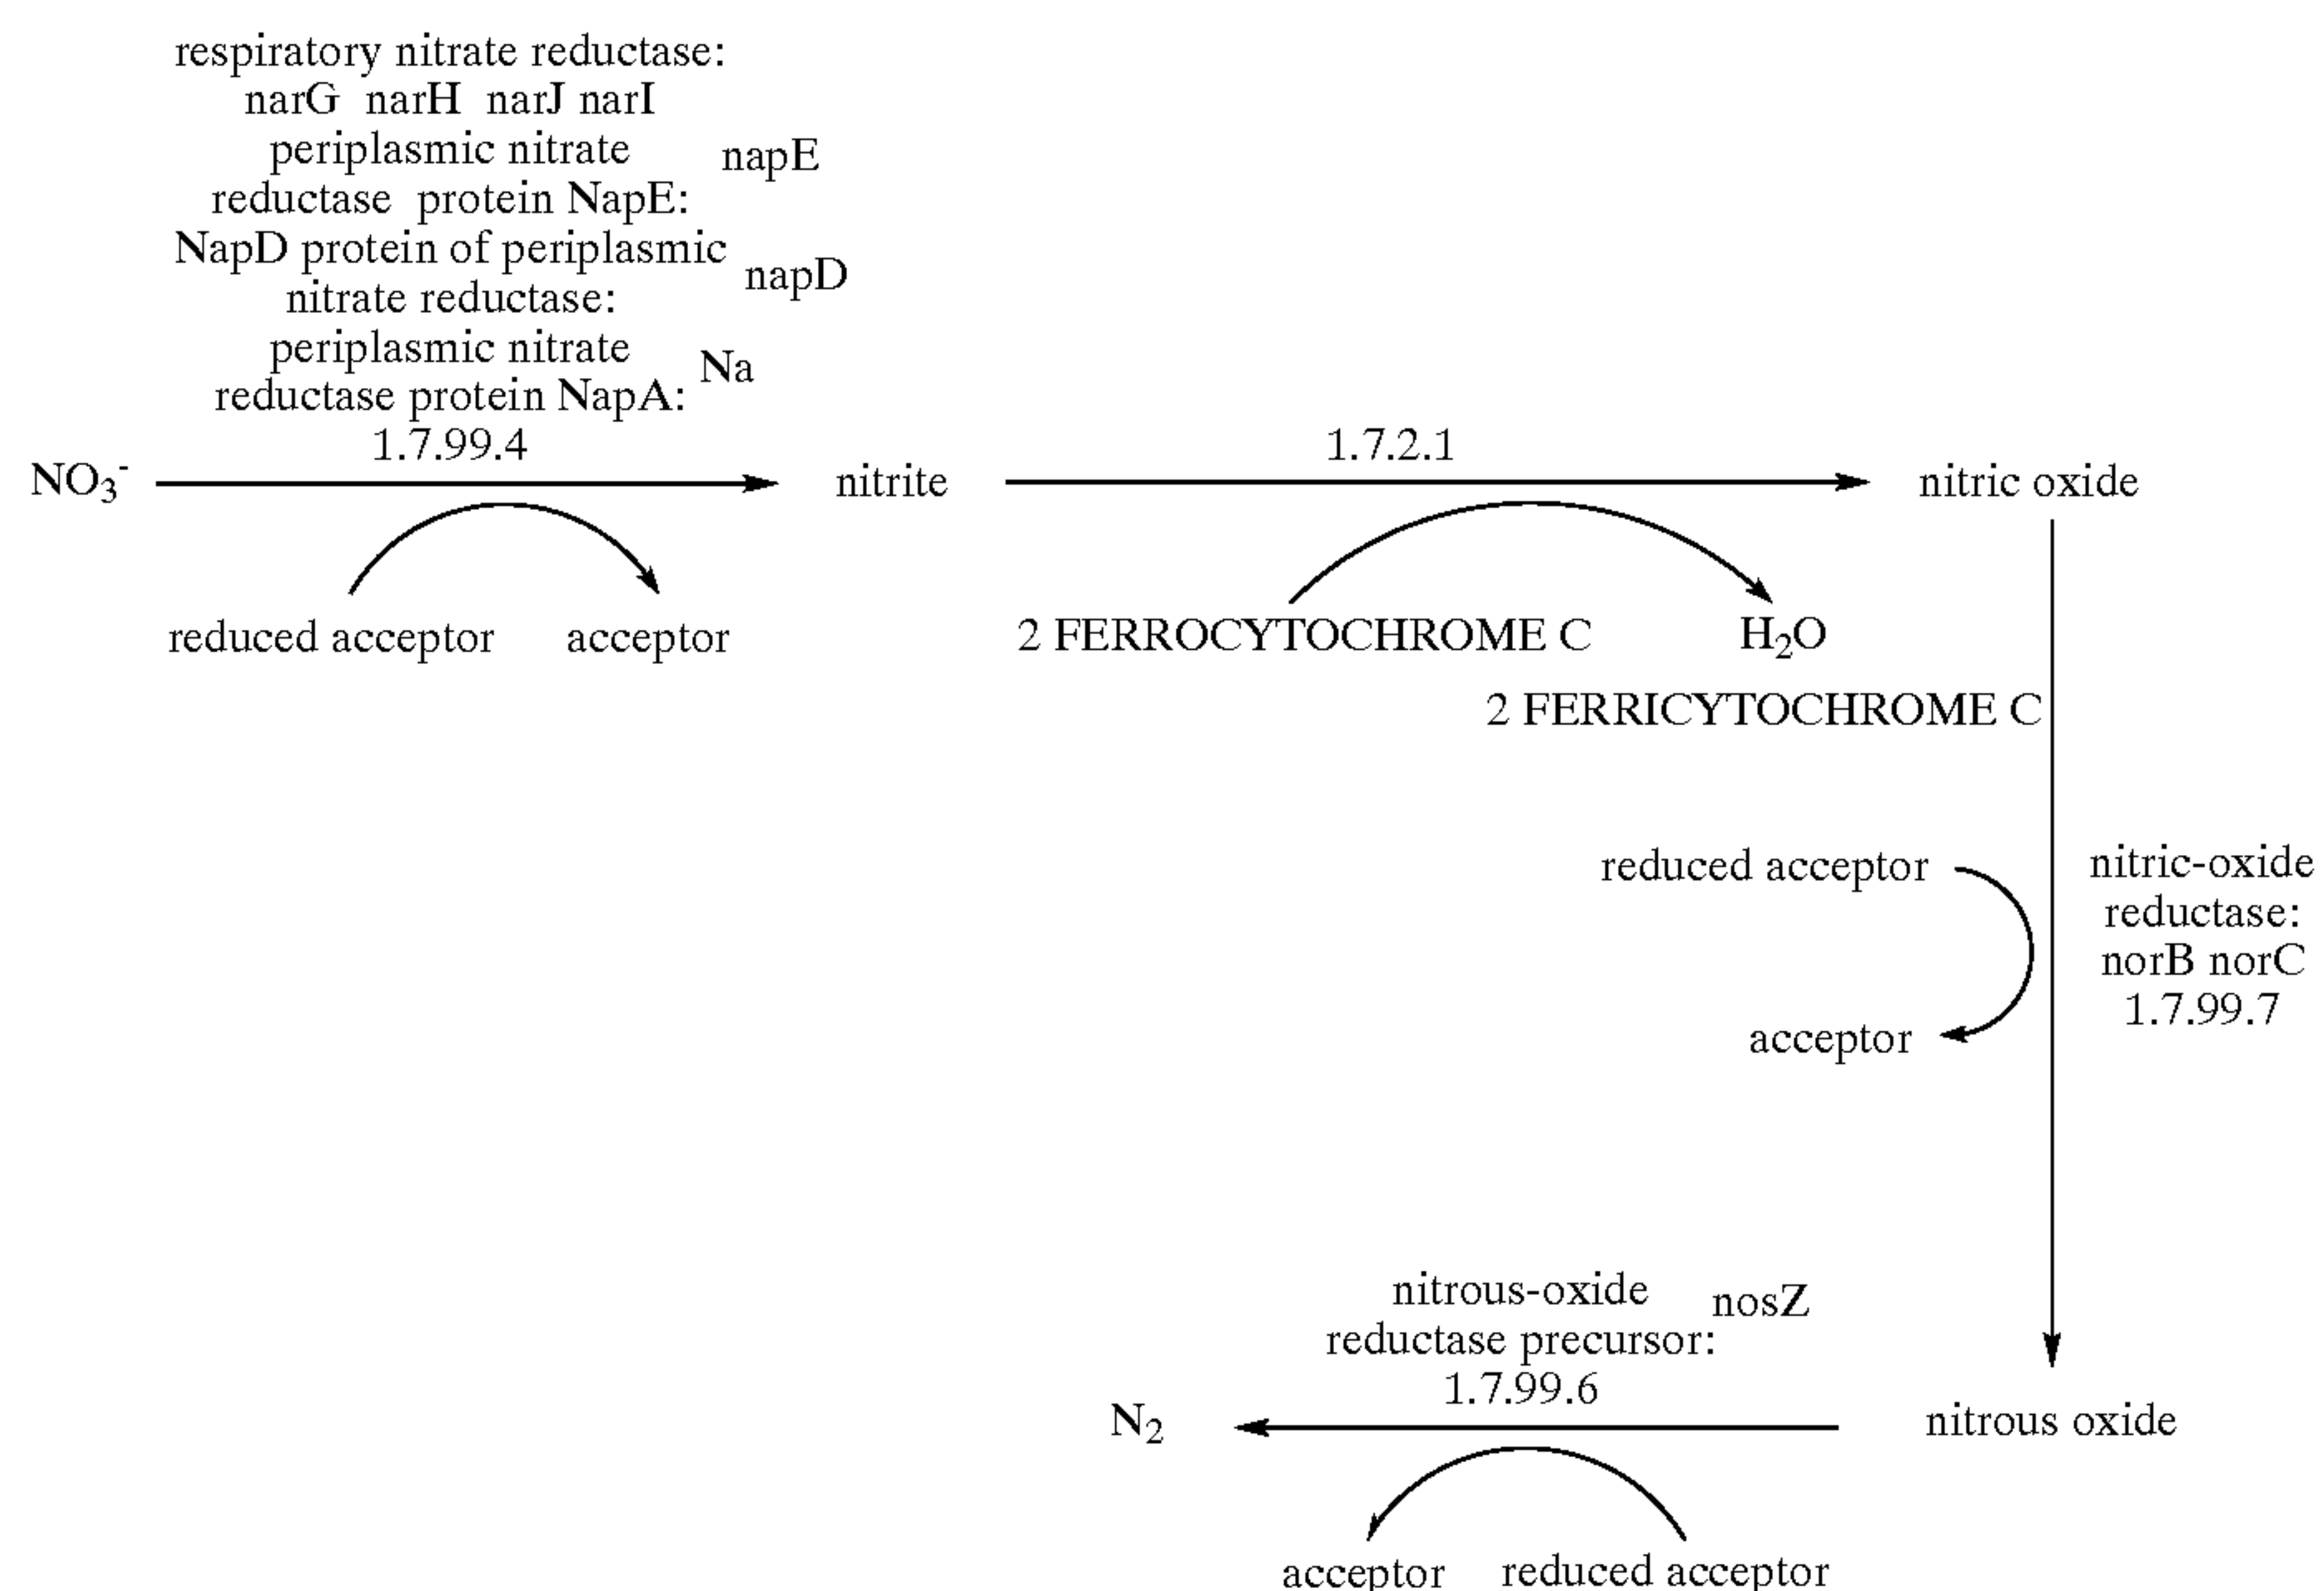 respiratory nitrate reductase:
narG narH narJ narI
periplasmic nitrate
napE
reductase protein NapE:
NapD protein of periplasmic
napD
nitrate reductase:
periplasmic nitrate
Na
reductase protein NapA:
1.7.99.4
NO₃⁻
nitrite
reduced acceptor
acceptor
1.7.2.1
nitric oxide
2 FERROCYTOCHROME C
H₂O
2 FERRICYTOCHROME C
reduced acceptor
acceptor
nitric-oxide
reductase:
norB norC
1.7.99.7
nitrous oxide
nitrous-oxide
nosZ
reductase precursor:
1.7.99.6
N₂
acceptor
reduced acceptor